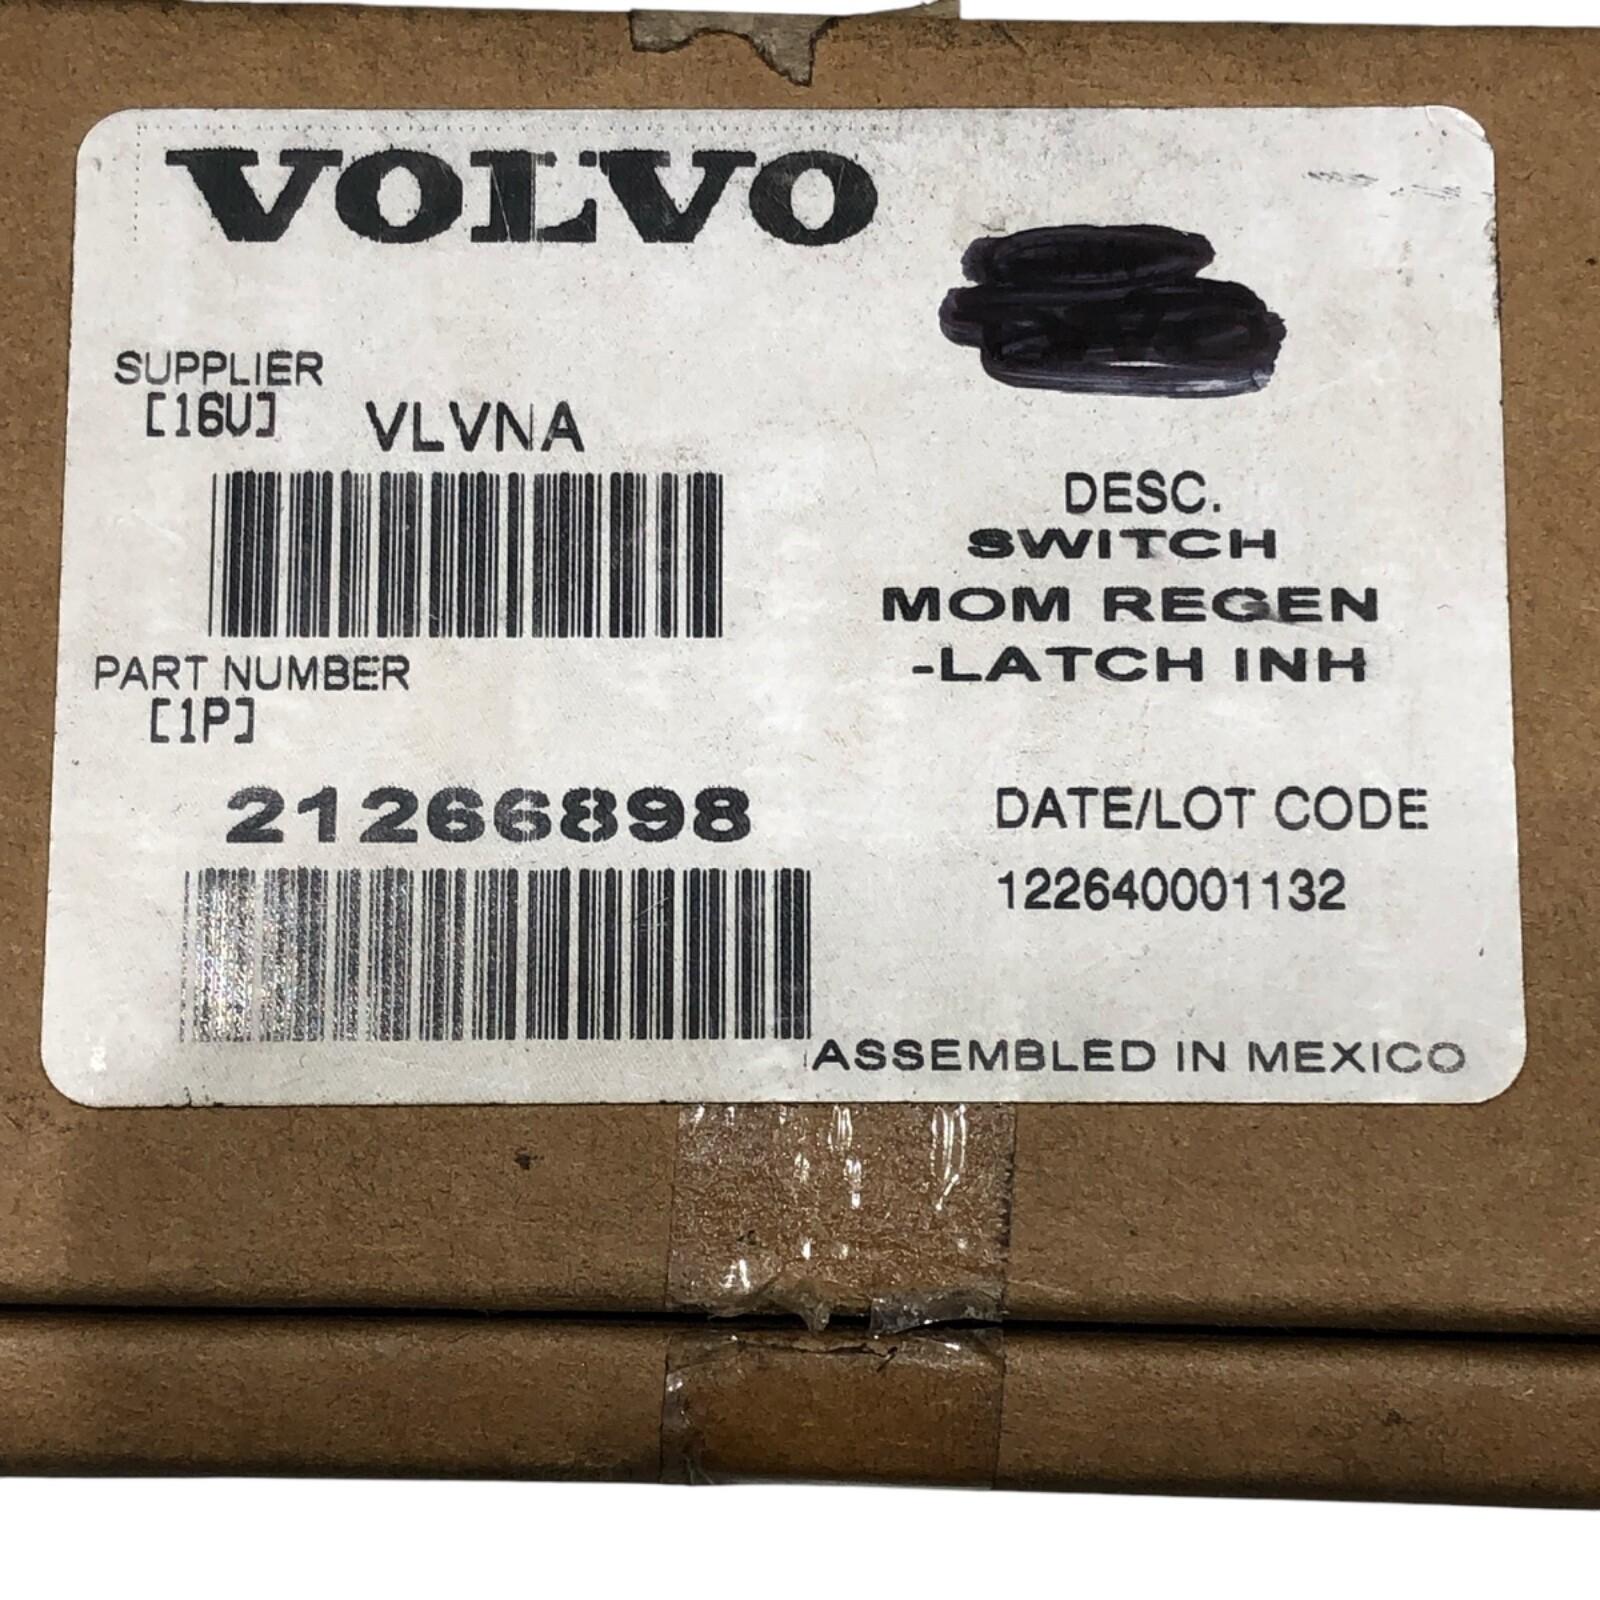 VOLVO
SUPPLIER
[16V] VLVNA
PART NUMBER
[1P]
21266898
DESC.
SWITCH
MOM REGEN
-LATCH INH
DATE/LOT CODE
122640001132
ASSEMBLED IN MEXICO